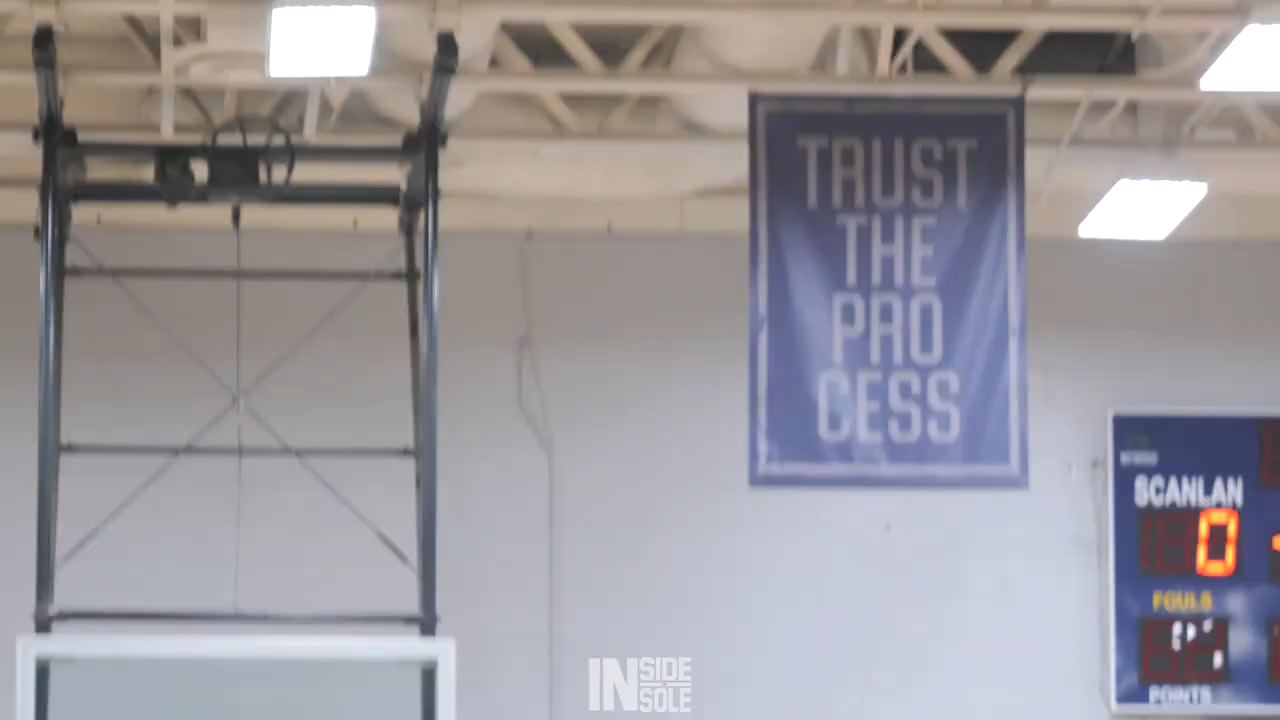 TRUST
THE
PRO
CESS
SCANLAN
0
FOULS
POINTS
INSIDE
SOLE